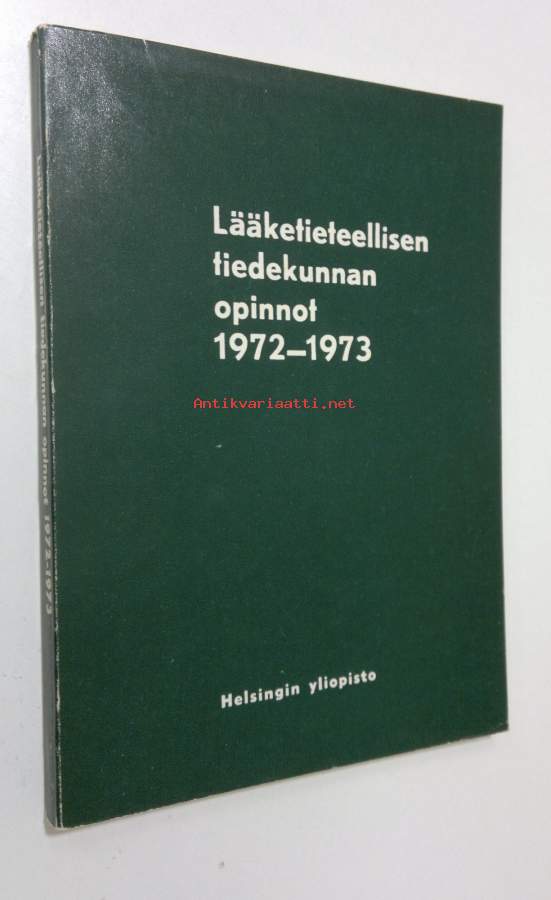 Lääketieteellisen
tiedekunnan
opinnot
1972–1973
Antikvariaatti.net
Helsingin yliopisto
Lääketieteellisen tiedekunnan opinnot 1972-1973